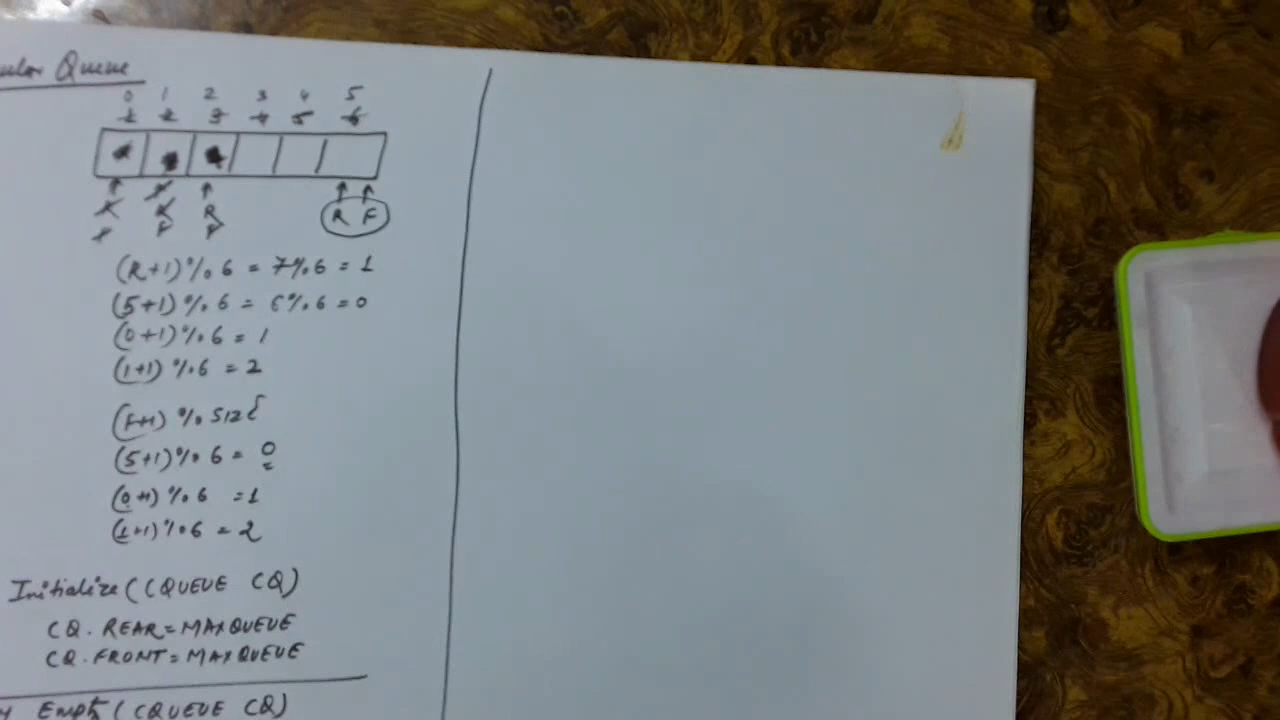 Queue
0 1 2 3 4 5
1 2 3 4 5 6
R F
(R+1)%6 = 7%6 = 1
(5+1)%6 = 6%6 = 0
(0+1)%6 = 1
(1+1)%6 = 2
(F+1)%SIZE
(5+1)%6 = 0
(0+1)%6 = 1
(1+1)%6 = 2
Initialize(CQUEUE CQ)
CQ.REAR=MAXQUEUE
CQ.FRONT=MAXQUEUE
Empty(CQUEUE CQ)